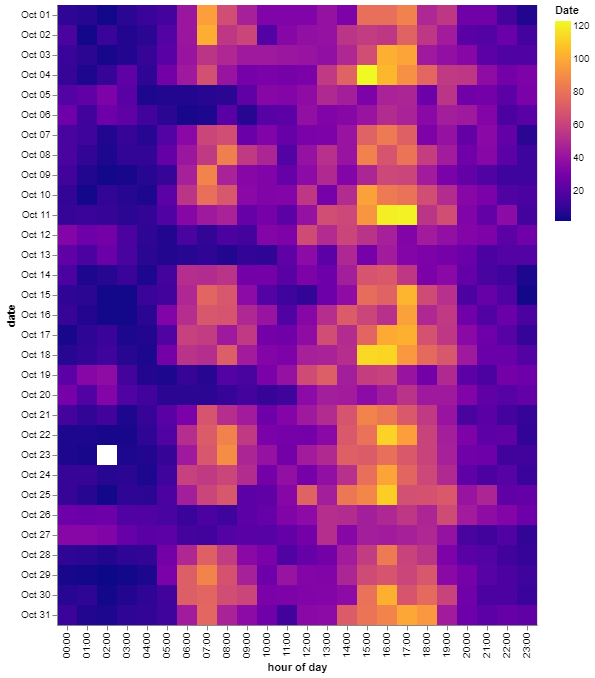 Oct 01
Oct 02
Oct 03
Oct 04
Oct 05
Oct 06
Oct 07
Oct 08
Oct 09
Oct 10
Oct 11
Oct 12
Oct 13
Oct 14
Oct 15
Oct 16
Oct 17
Oct 18
Oct 19
Oct 20
Oct 21
Oct 22
Oct 23
Oct 24
Oct 25
Oct 26
Oct 27
Oct 28
Oct 29
Oct 30
Oct 31
date
00:00
01:00
02:00
03:00
04:00
05:00
06:00
07:00
08:00
09:00
10:00
11:00
12:00
13:00
14:00
15:00
16:00
17:00
18:00
19:00
20:00
21:00
22:00
23:00
hour of day
Date
120
100
80
60
40
20